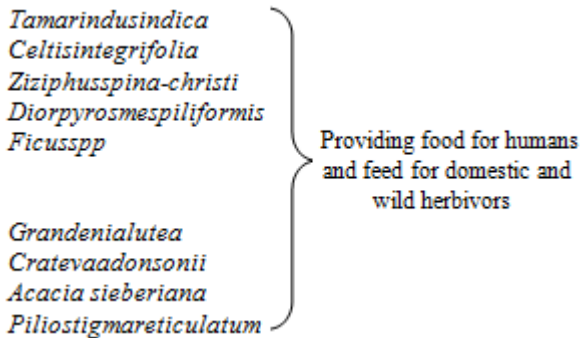 Tamarindusindica
Celtisintegrifolia
Ziziphusspina-christi
Diorpyrosmespiliformis
Ficusspp
Grandenialutea
Cratevaadonsonii
Acacia sieberiana
Piliostigmareticulatum
Providing food for humans
and feed for domestic and
wild herbivors